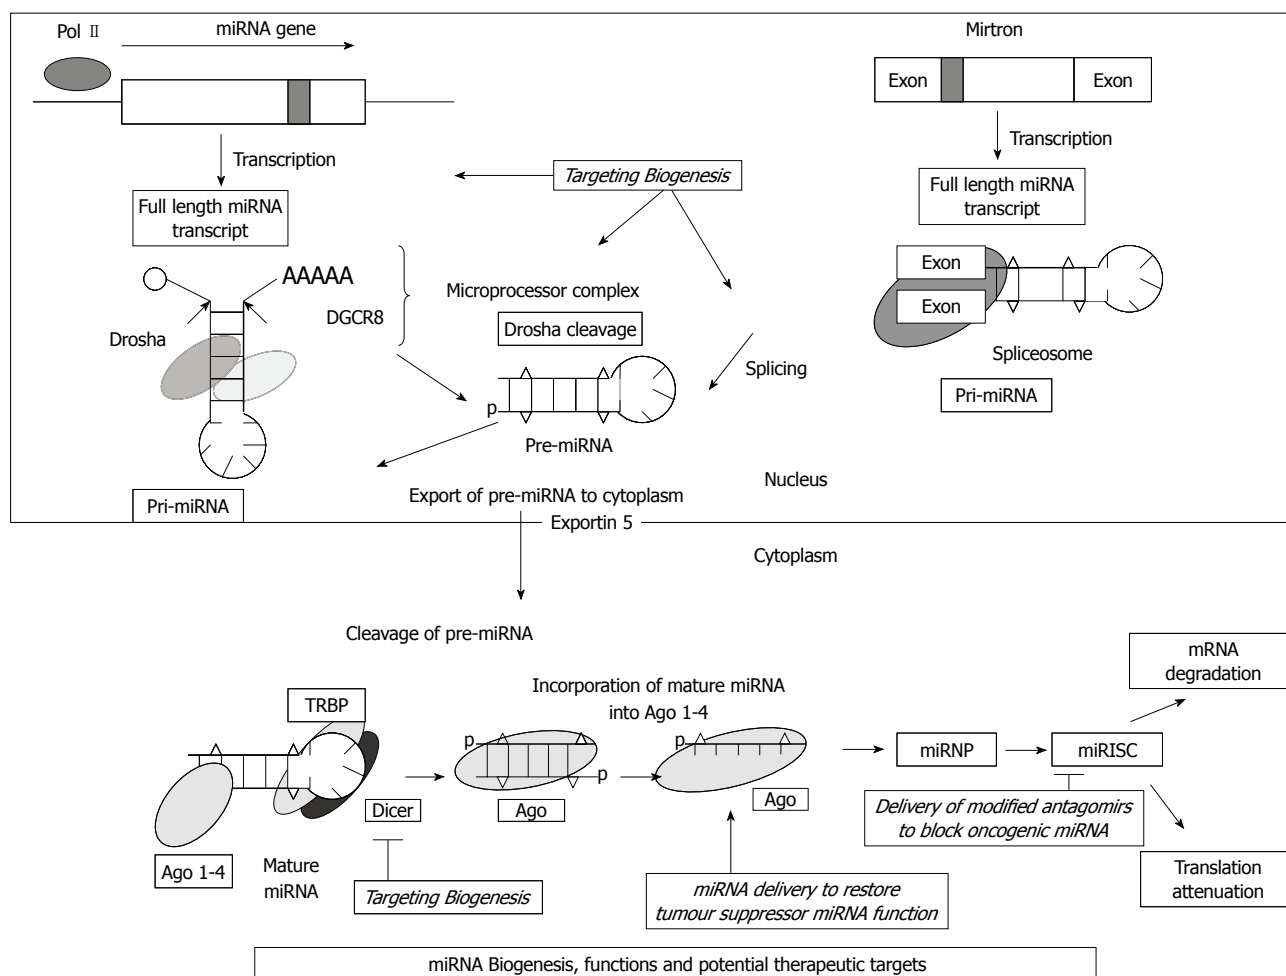 Pol II
miRNA gene
Mirtron
Exon
Exon
Transcription
Transcription
Targeting Biogenesis
Full length miRNA
transcript
Full length miRNA
transcript
AAAAA
Exon
Exon
Microprocessor complex
DGCR8
Drosha cleavage
Drosha
Spliceosome
Splicing
Pri-miRNA
p
Pre-miRNA
Nucleus
Export of pre-miRNA to cytoplasm
Pri-miRNA
Exportin 5
Cytoplasm
Cleavage of pre-miRNA
mRNA
degradation
Incorporation of mature miRNA
into Ago 1-4
TRBP
p
p
p
miRNP
miRISC
Dicer
Ago
Ago
Delivery of modified antagomirs
to block oncogenic miRNA
Ago 1-4
Mature
miRNA
Targeting Biogenesis
miRNA delivery to restore
tumour suppressor miRNA function
Translation
attenuation
miRNA Biogenesis, functions and potential therapeutic targets